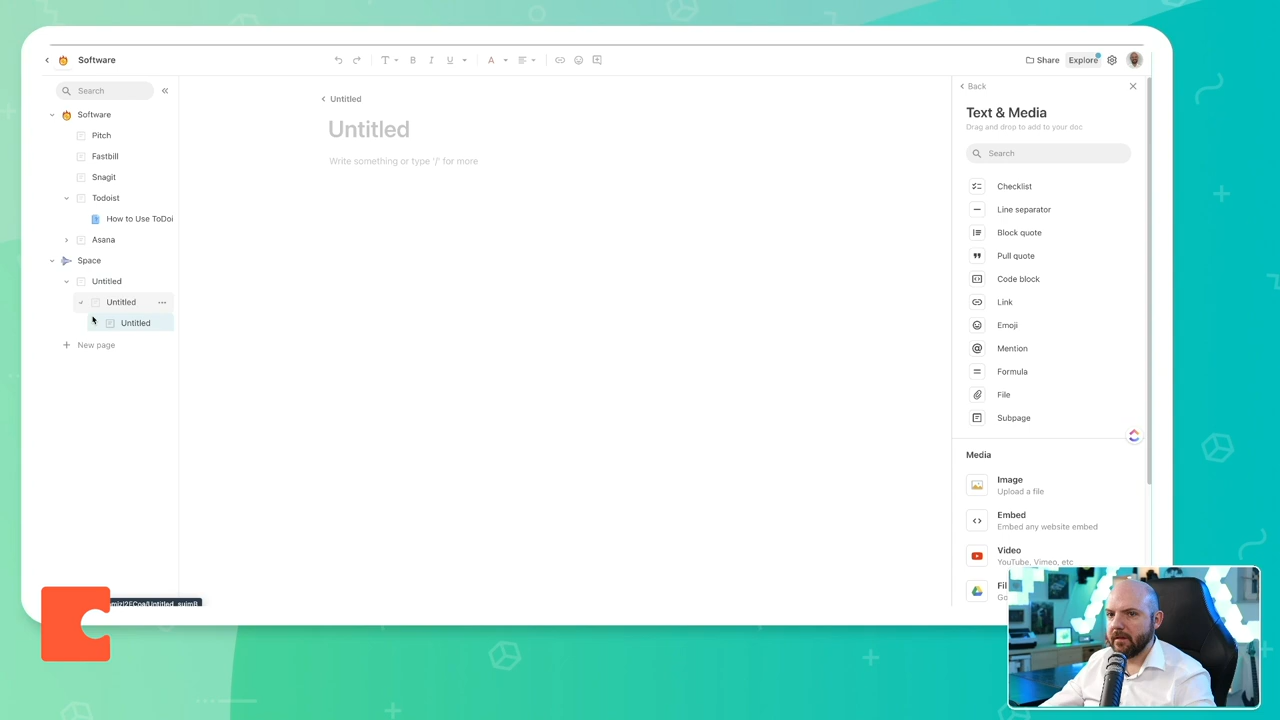 Software
Share
Explore
Search
Software
Pitch
Fastbill
Snagit
Todoist
How to Use ToDoi
Asana
Space
Untitled
Untitled
Untitled
New page
Untitled
Untitled
Write something or type '/' for more
Back
Text & Media
Drag and drop to add to your doc
Search
Checklist
Line separator
Block quote
Pull quote
Code block
Link
Emoji
Mention
Formula
File
Subpage
Media
Image
Upload a file
Embed
Embed any website embed
Video
YouTube, Vimeo, etc